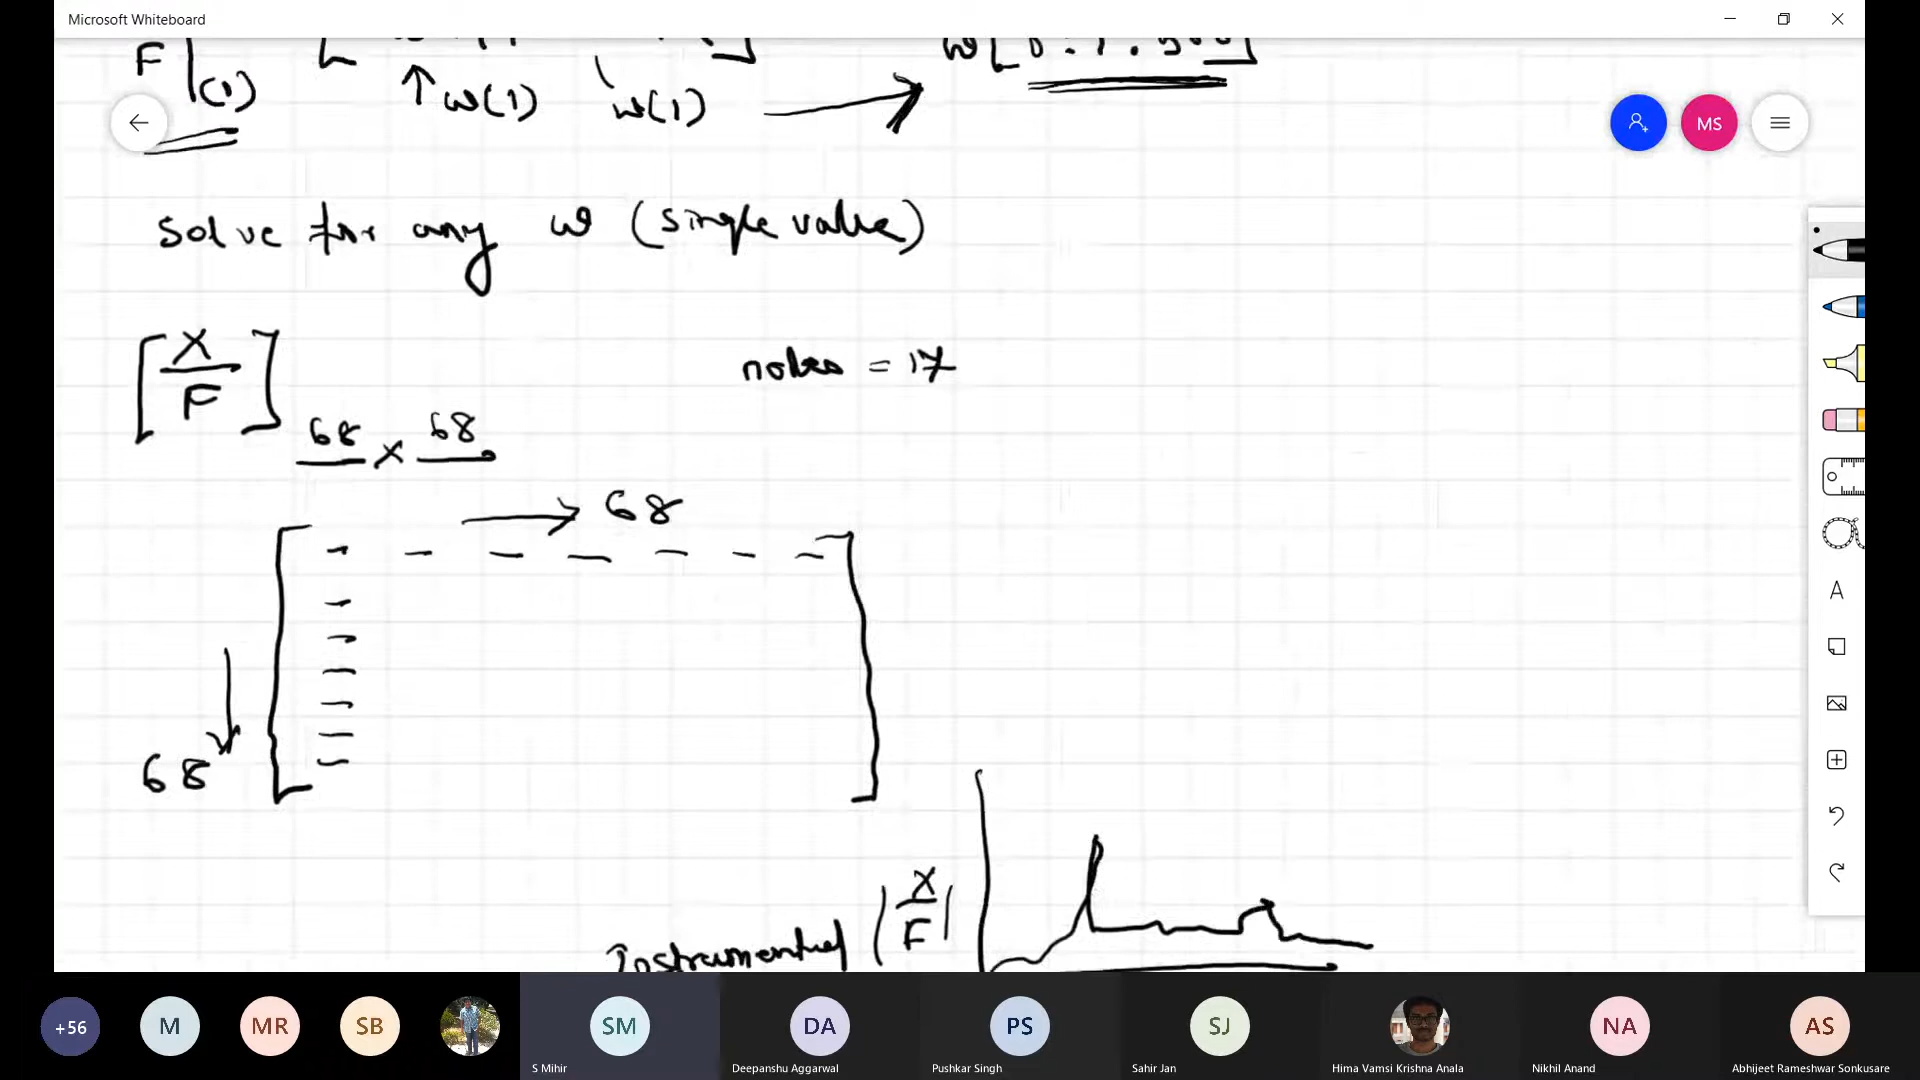 Microsoft Whiteboard
F
(1)
ω(1)
ω(1)
MS
solve for any ω (single value)
[X/F]
68 × 68
nodes = 17
→ 68
68
Instrumented |X/F|
A
+56
M
MR
SB
SM
DA
PS
SJ
NA
AS
S Mihir
Deepanshu Aggarwal
Pushkar Singh
Sahir Jan
Hima Vamsi Krishna Anala
Nikhil Anand
Abhijeet Rameshwar Sonkusare